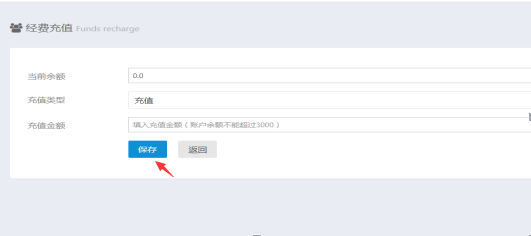 经费充值 Funds recharge
当前余额 0.0
充值类型 充值
充值金额 填入充值金额（账户余额不能超过3000）
保存 返回